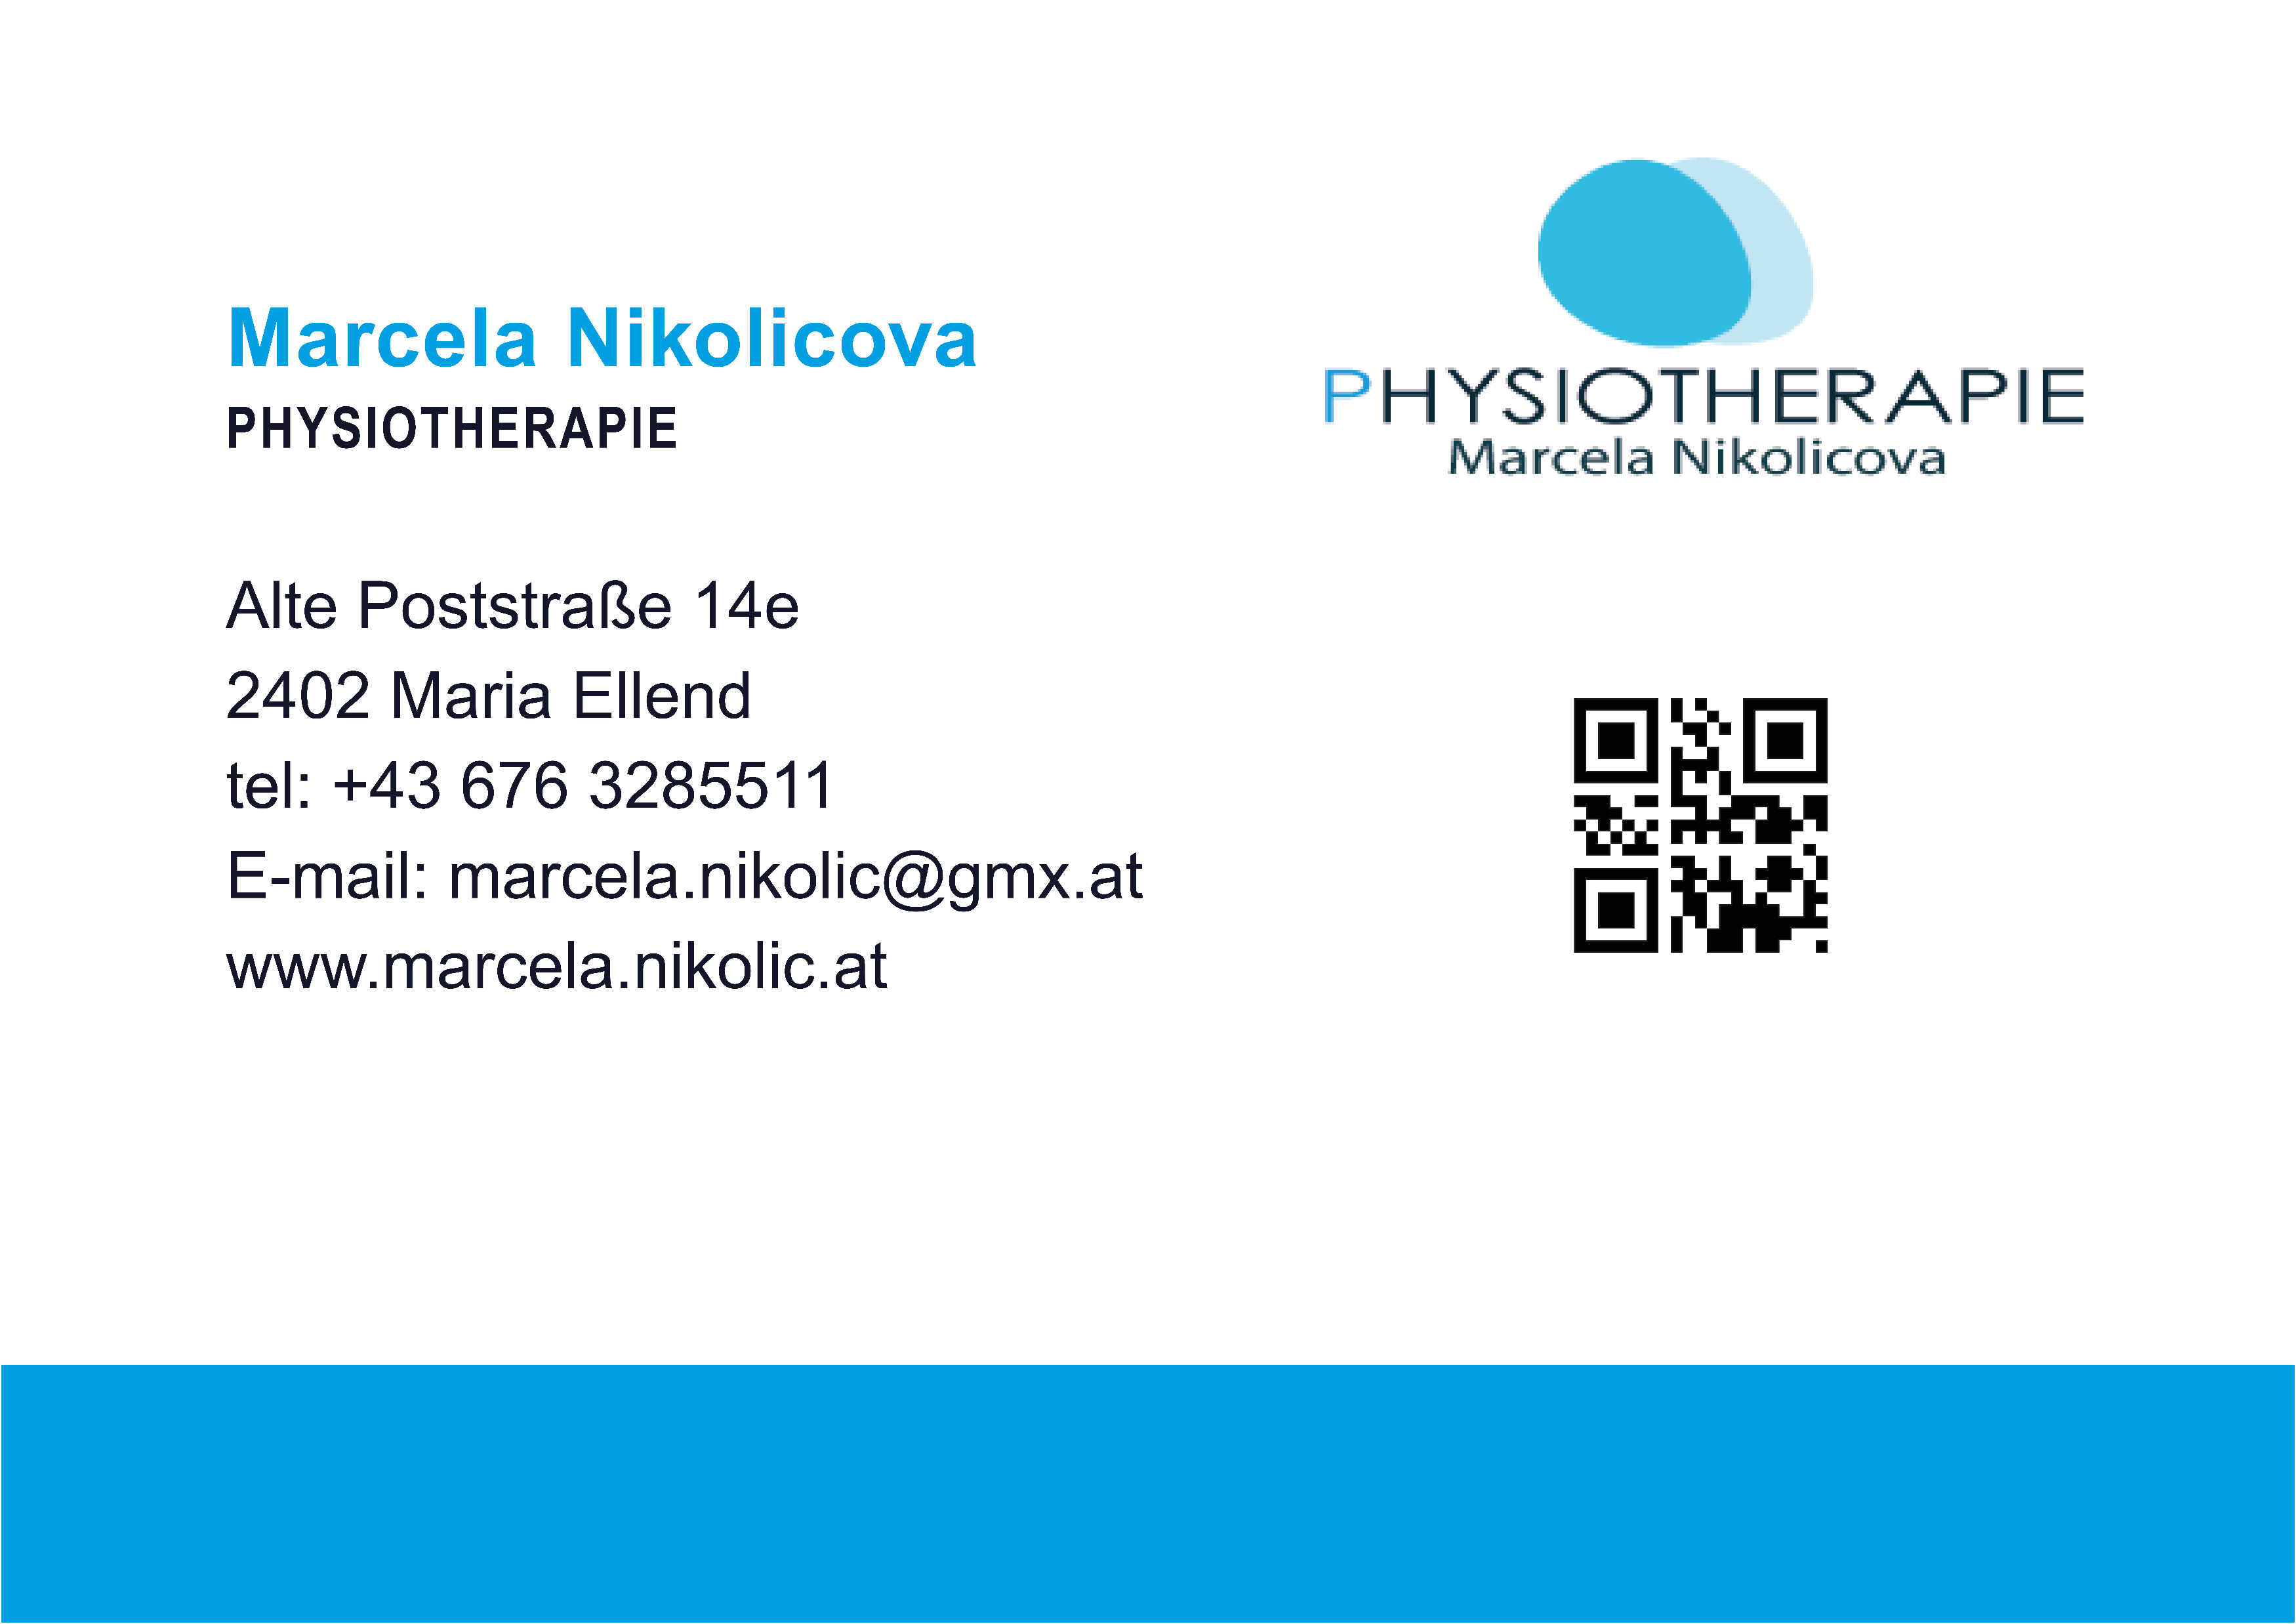 Marcela Nikolicova
PHYSIOTHERAPIE
Alte Poststraße 14e
2402 Maria Ellend
tel: +43 676 3285511
E-mail: marcela.nikolic@gmx.at
www.marcela.nikolic.at
PHYSIOTHERAPIE
Marcela Nikolicova